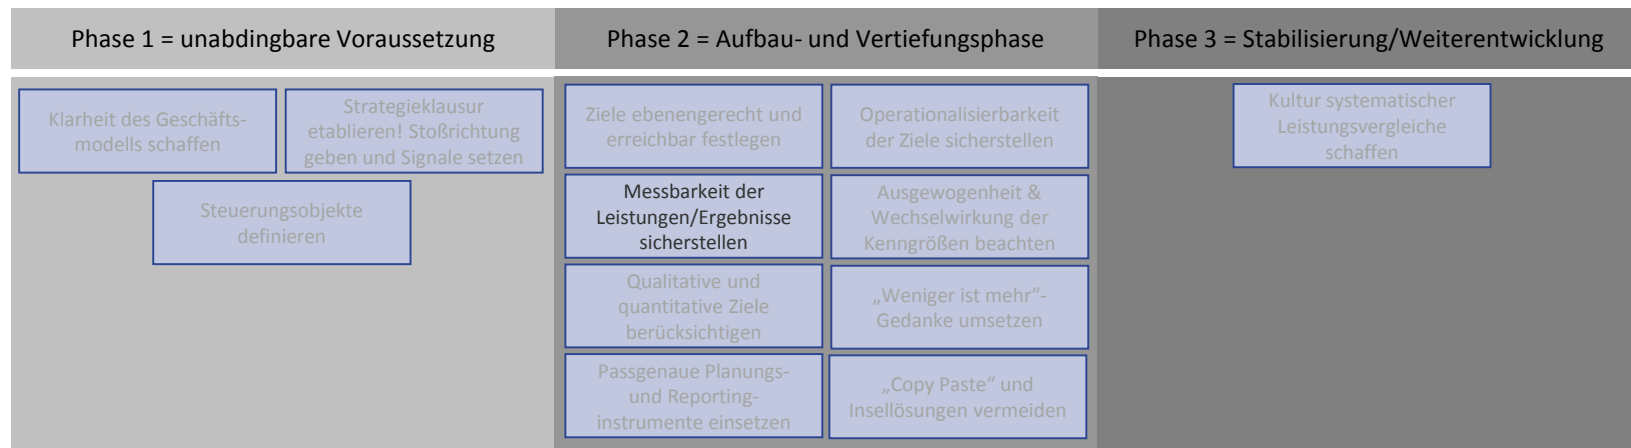 Phase 1 = unabdingbare Voraussetzung
Phase 2 = Aufbau- und Vertiefungsphase
Phase 3 = Stabilisierung/Weiterentwicklung
Klarheit des Geschäfts-
modells schaffen
Strategieklausur
etablieren! Stoßrichtung
geben und Signale setzen
Steuerungsobjekte
definieren
Ziele ebenengerecht und
erreichbar festlegen
Operationalisierbarkeit
der Ziele sicherstellen
Messbarkeit der
Leistungen/Ergebnisse
sicherstellen
Ausgewogenheit &
Wechselwirkung der
Kenngrößen beachten
Qualitative und
quantitative Ziele
berücksichtigen
„Weniger ist mehr“-
Gedanke umsetzen
Passgenaue Planungs-
und Reporting-
instrumente einsetzen
„Copy Paste“ und
Insellösungen vermeiden
Kultur systematischer
Leistungsvergleiche
schaffen